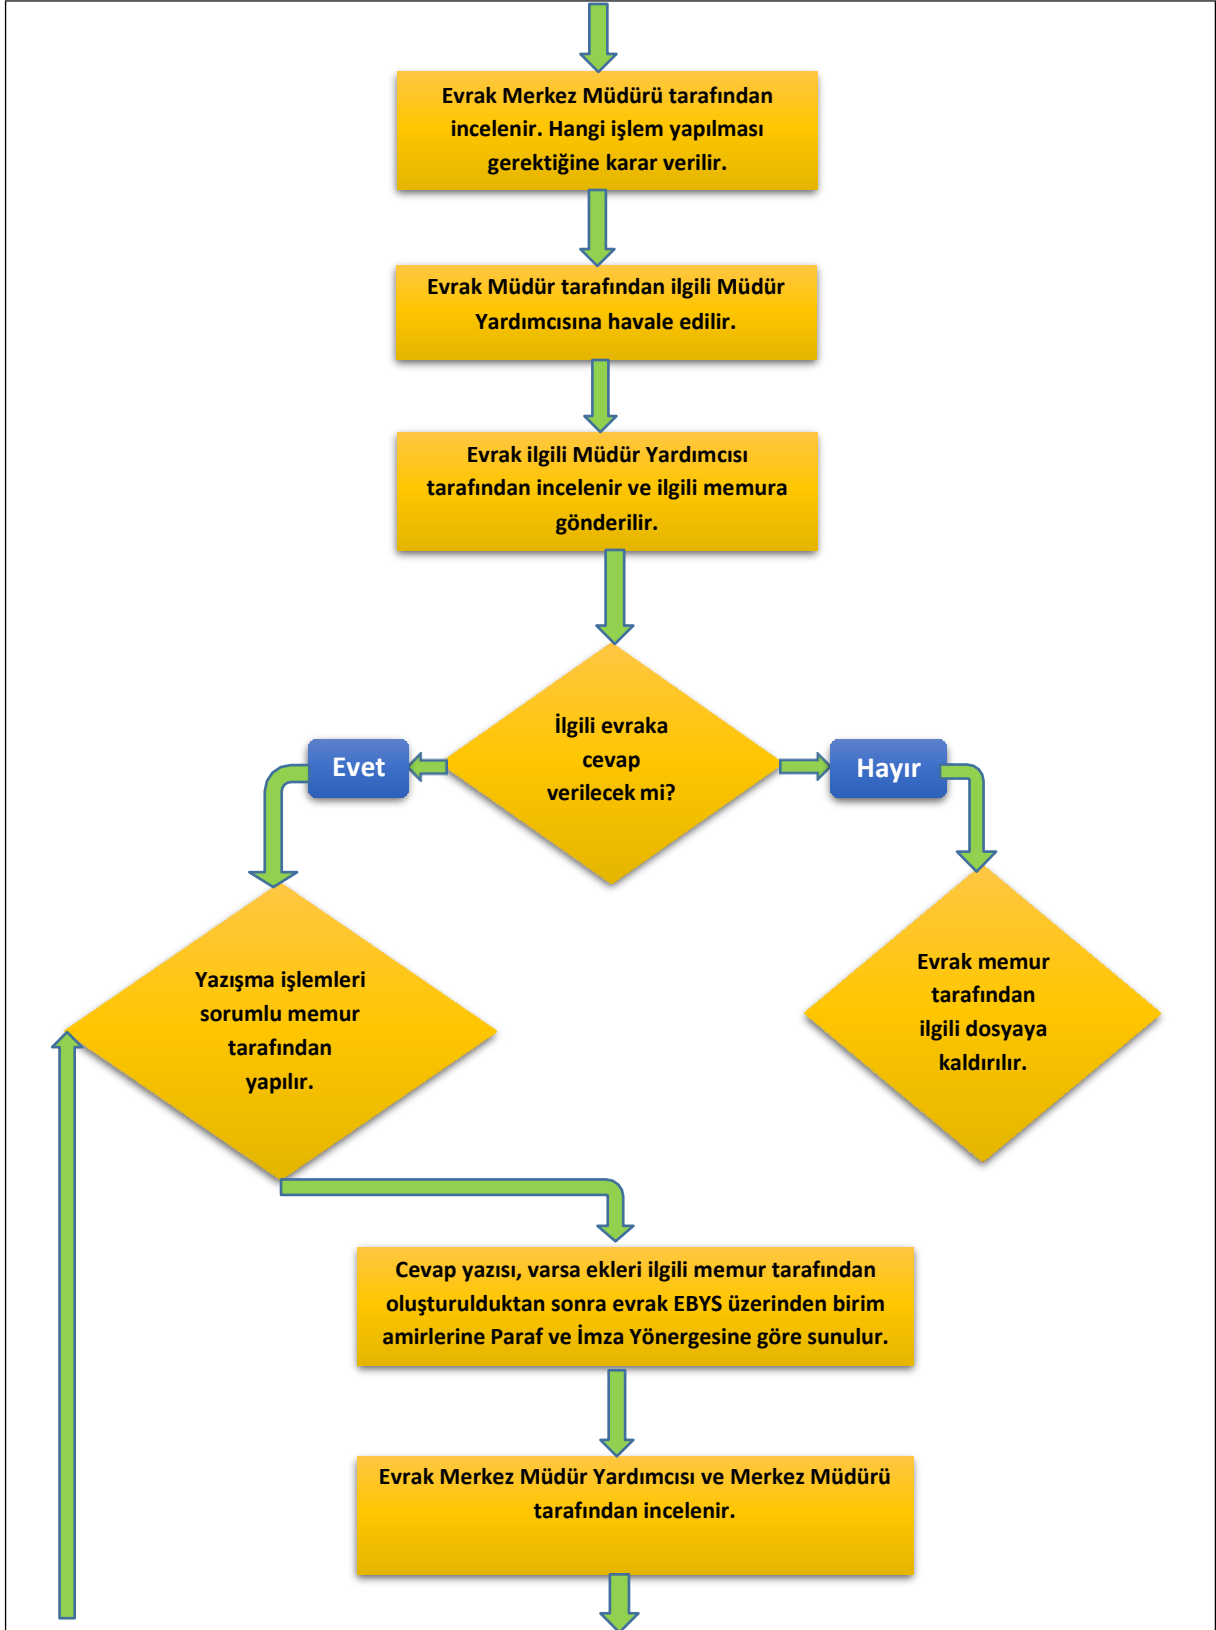 Evrak Merkez Müdürü tarafından
incelenir. Hangi işlem yapılması
gerektiğine karar verilir.
Evrak Müdür tarafından ilgili Müdür
Yardımcısına havale edilir.
Evrak ilgili Müdür Yardımcısı
tarafından incelenir ve ilgili memura
gönderilir.
İlgili evraka
cevap
verilecek mi?
Evet
Hayır
Yazışma işlemleri
sorumlu memur
tarafından
yapılır.
Evrak memur
tarafından
ilgili dosyaya
kaldırılır.
Cevap yazısı, varsa ekleri ilgili memur tarafından
oluşturulduktan sonra evrak EBYS üzerinden birim
amirlerine Paraf ve İmza Yönergesine göre sunulur.
Evrak Merkez Müdür Yardımcısı ve Merkez Müdürü
tarafından incelenir.